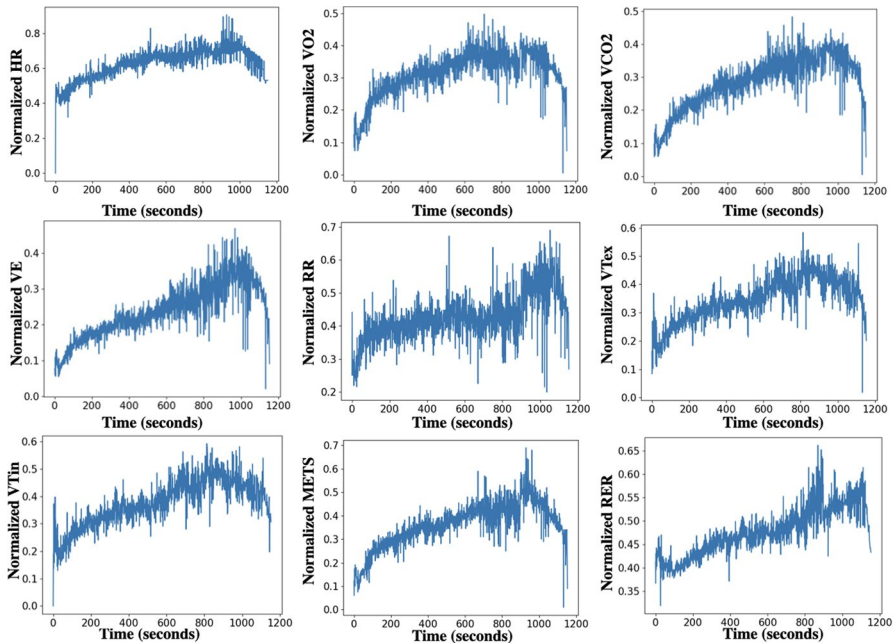 Normalized HR
0.8
0.6
0.4
0.2
0.0
0 200 400 600 800 1000 1200
Time (seconds)
Normalized VO2
0.5
0.4
0.3
0.2
0.1
0.0
0 200 400 600 800 1000 1200
Time (seconds)
Normalized VCO2
0.5
0.4
0.3
0.2
0.1
0.0
0 200 400 600 800 1000 1200
Time (seconds)
Normalized VE
0.4
0.3
0.2
0.1
0.0
0 200 400 600 800 1000 1200
Time (seconds)
Normalized RR
0.7
0.6
0.5
0.4
0.3
0.2
0 200 400 600 800 1000 1200
Time (seconds)
Normalized VTex
0.6
0.5
0.4
0.3
0.2
0.1
0.0
0 200 400 600 800 1000 1200
Time (seconds)
Normalized VTin
0.6
0.5
0.4
0.3
0.2
0.1
0.0
0 200 400 600 800 1000 1200
Time (seconds)
Normalized METS
0.7
0.6
0.5
0.4
0.3
0.2
0.1
0.0
0 200 400 600 800 1000 1200
Time (seconds)
Normalized RER
0.65
0.60
0.55
0.50
0.45
0.40
0.35
0 200 400 600 800 1000 1200
Time (seconds)